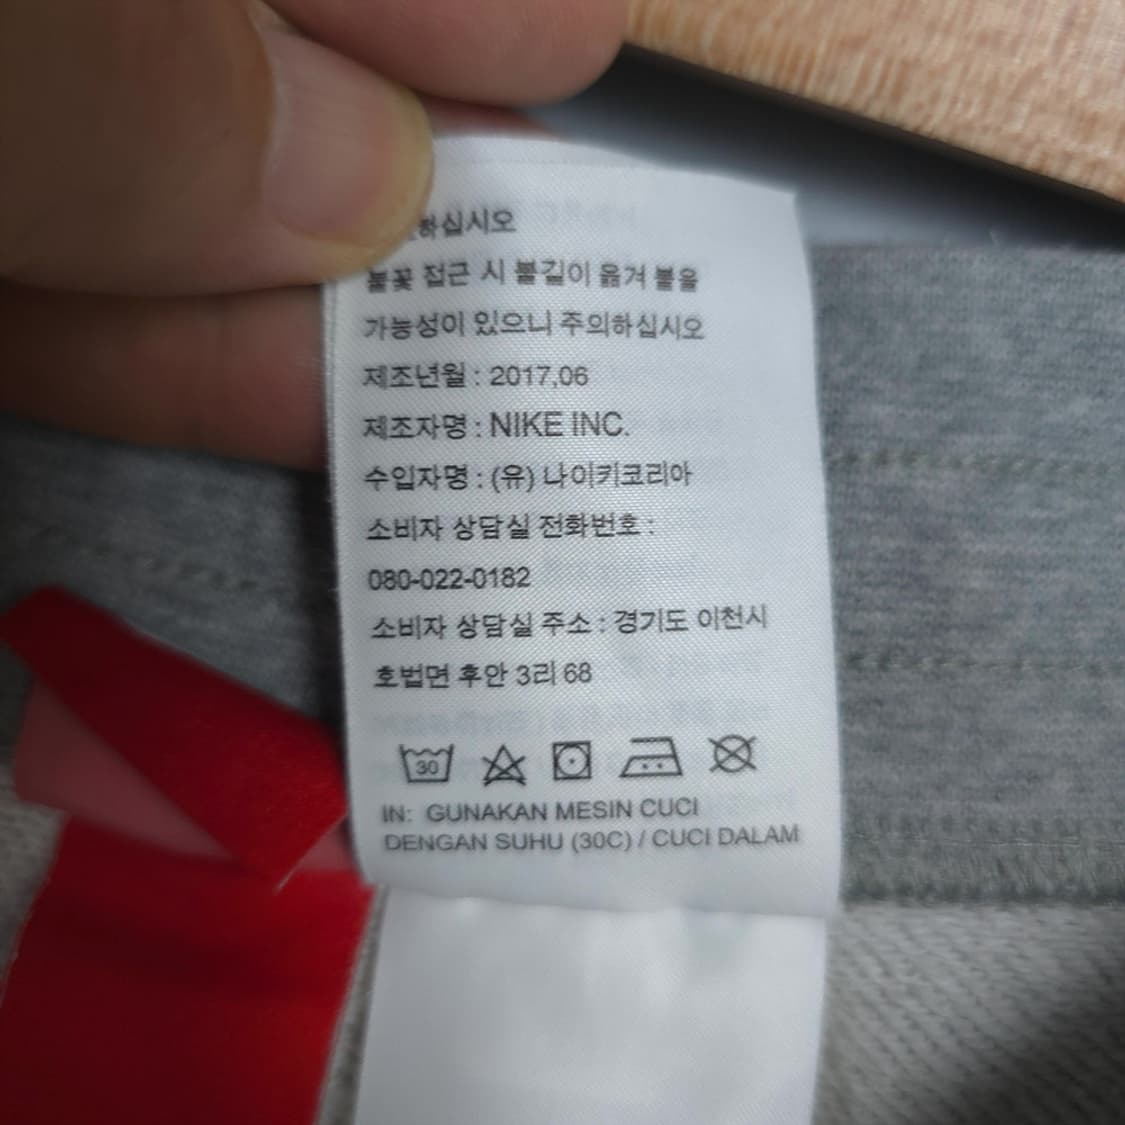 하십시오
불꽃 접근 시 불길이 옮겨 붙을
가능성이 있으니 주의하십시오
제조년월 : 2017.06
제조자명 : NIKE INC.
수입자명 : (유) 나이키코리아
소비자 상담실 전화번호 :
080-022-0182
소비자 상담실 주소 : 경기도 이천시
호법면 후안 3리 68
30
IN: GUNAKAN MESIN CUCI
DENGAN SUHU (30C) / CUCI DALAM